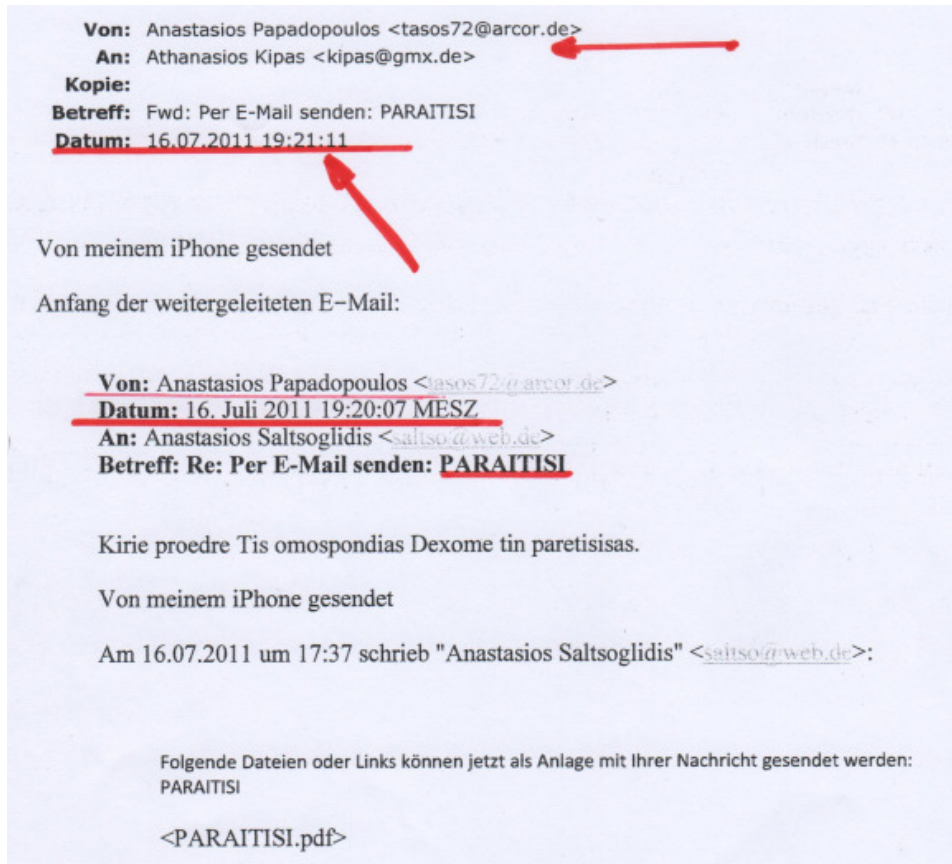 Von: Anastasios Papadopoulos <tasos72@arcor.de>
An: Athanasios Kipas <kipas@gmx.de>
Kopie:
Betreff: Fwd: Per E-Mail senden: PARAITISI
Datum: 16.07.2011 19:21:11
Von meinem iPhone gesendet
Anfang der weitergeleiteten E-Mail:
Von: Anastasios Papadopoulos <tasos72@arcor.de>
Datum: 16. Juli 2011 19:20:07 MESZ
An: Anastasios Saltsoglidis <saltso@web.de>
Betreff: Re: Per E-Mail senden: PARAITISI
Kirie proedre Tis omospondias Dexome tin paretisisas.
Von meinem iPhone gesendet
Am 16.07.2011 um 17:37 schrieb "Anastasios Saltsoglidis" <saltso@web.de>:
Folgende Dateien oder Links können jetzt als Anlage mit Ihrer Nachricht gesendet werden:
PARAITISI
<PARAITISI.pdf>